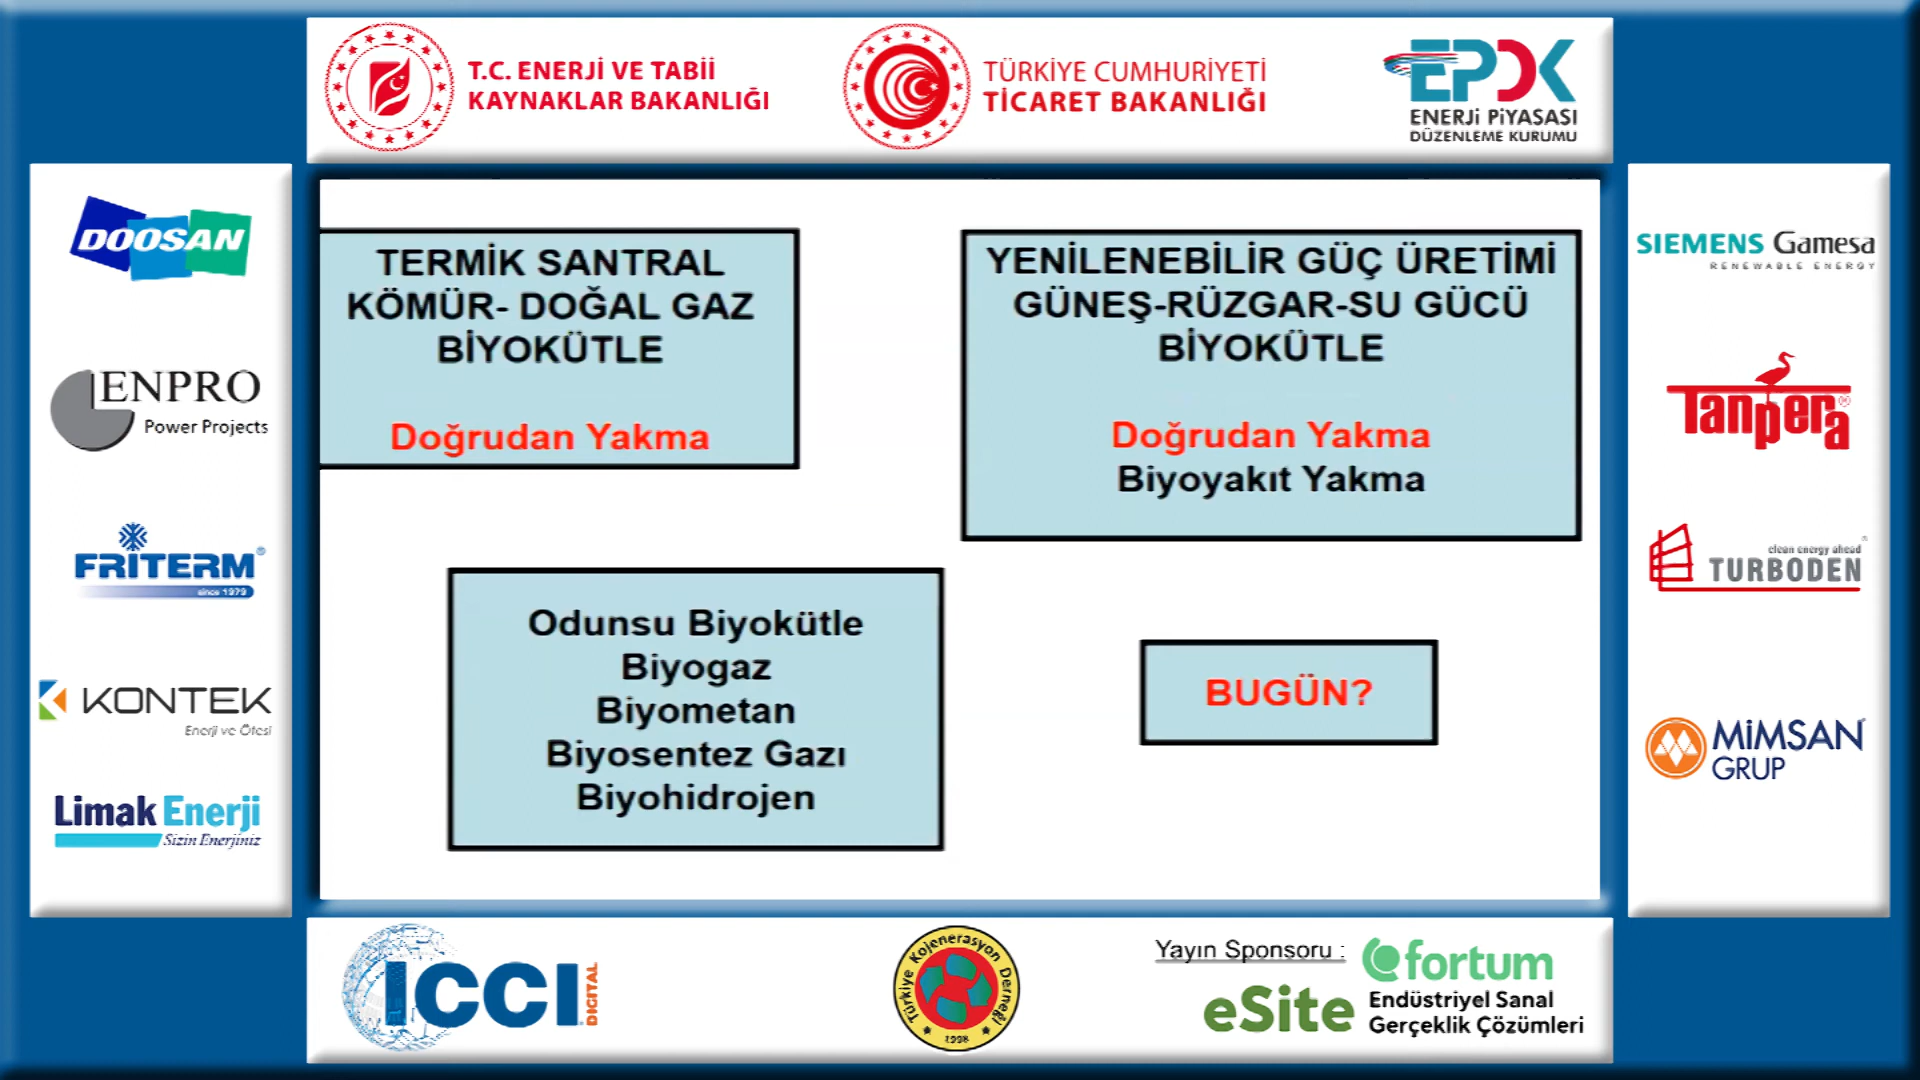 T.C. ENERJİ VE TABİİ
KAYNAKLAR BAKANLIĞI
TÜRKİYE CUMHURİYETİ
TİCARET BAKANLIĞI
EPDK
ENERJİ PİYASASI
DÜZENLEME KURUMU
DOOSAN
ENPRO
Power Projects
FRITERM
since 1979
KONTEK
Enerji ve Ötesi
Limak Enerji
Sizin Enerjiniz
TERMİK SANTRAL
KÖMÜR- DOĞAL GAZ
BİYOKÜTLE
Doğrudan Yakma
YENİLENEBİLİR GÜÇ ÜRETİMİ
GÜNEŞ-RÜZGAR-SU GÜCÜ
BİYOKÜTLE
Doğrudan Yakma
Biyoyakıt Yakma
Odunsu Biyokütle
Biyogaz
Biyometan
Biyosentez Gazı
Biyohidrojen
BUGÜN?
SIEMENS Gamesa
RENEWABLE ENERGY
Tanpera
clean energy ahead
TURBODEN
MİMSAN
GRUP
ICCI DIGITAL
Türkiye Kojenerasyon Derneği
1998
Yayın Sponsoru :
fortum
eSite
Endüstriyel Sanal
Gerçeklik Çözümleri